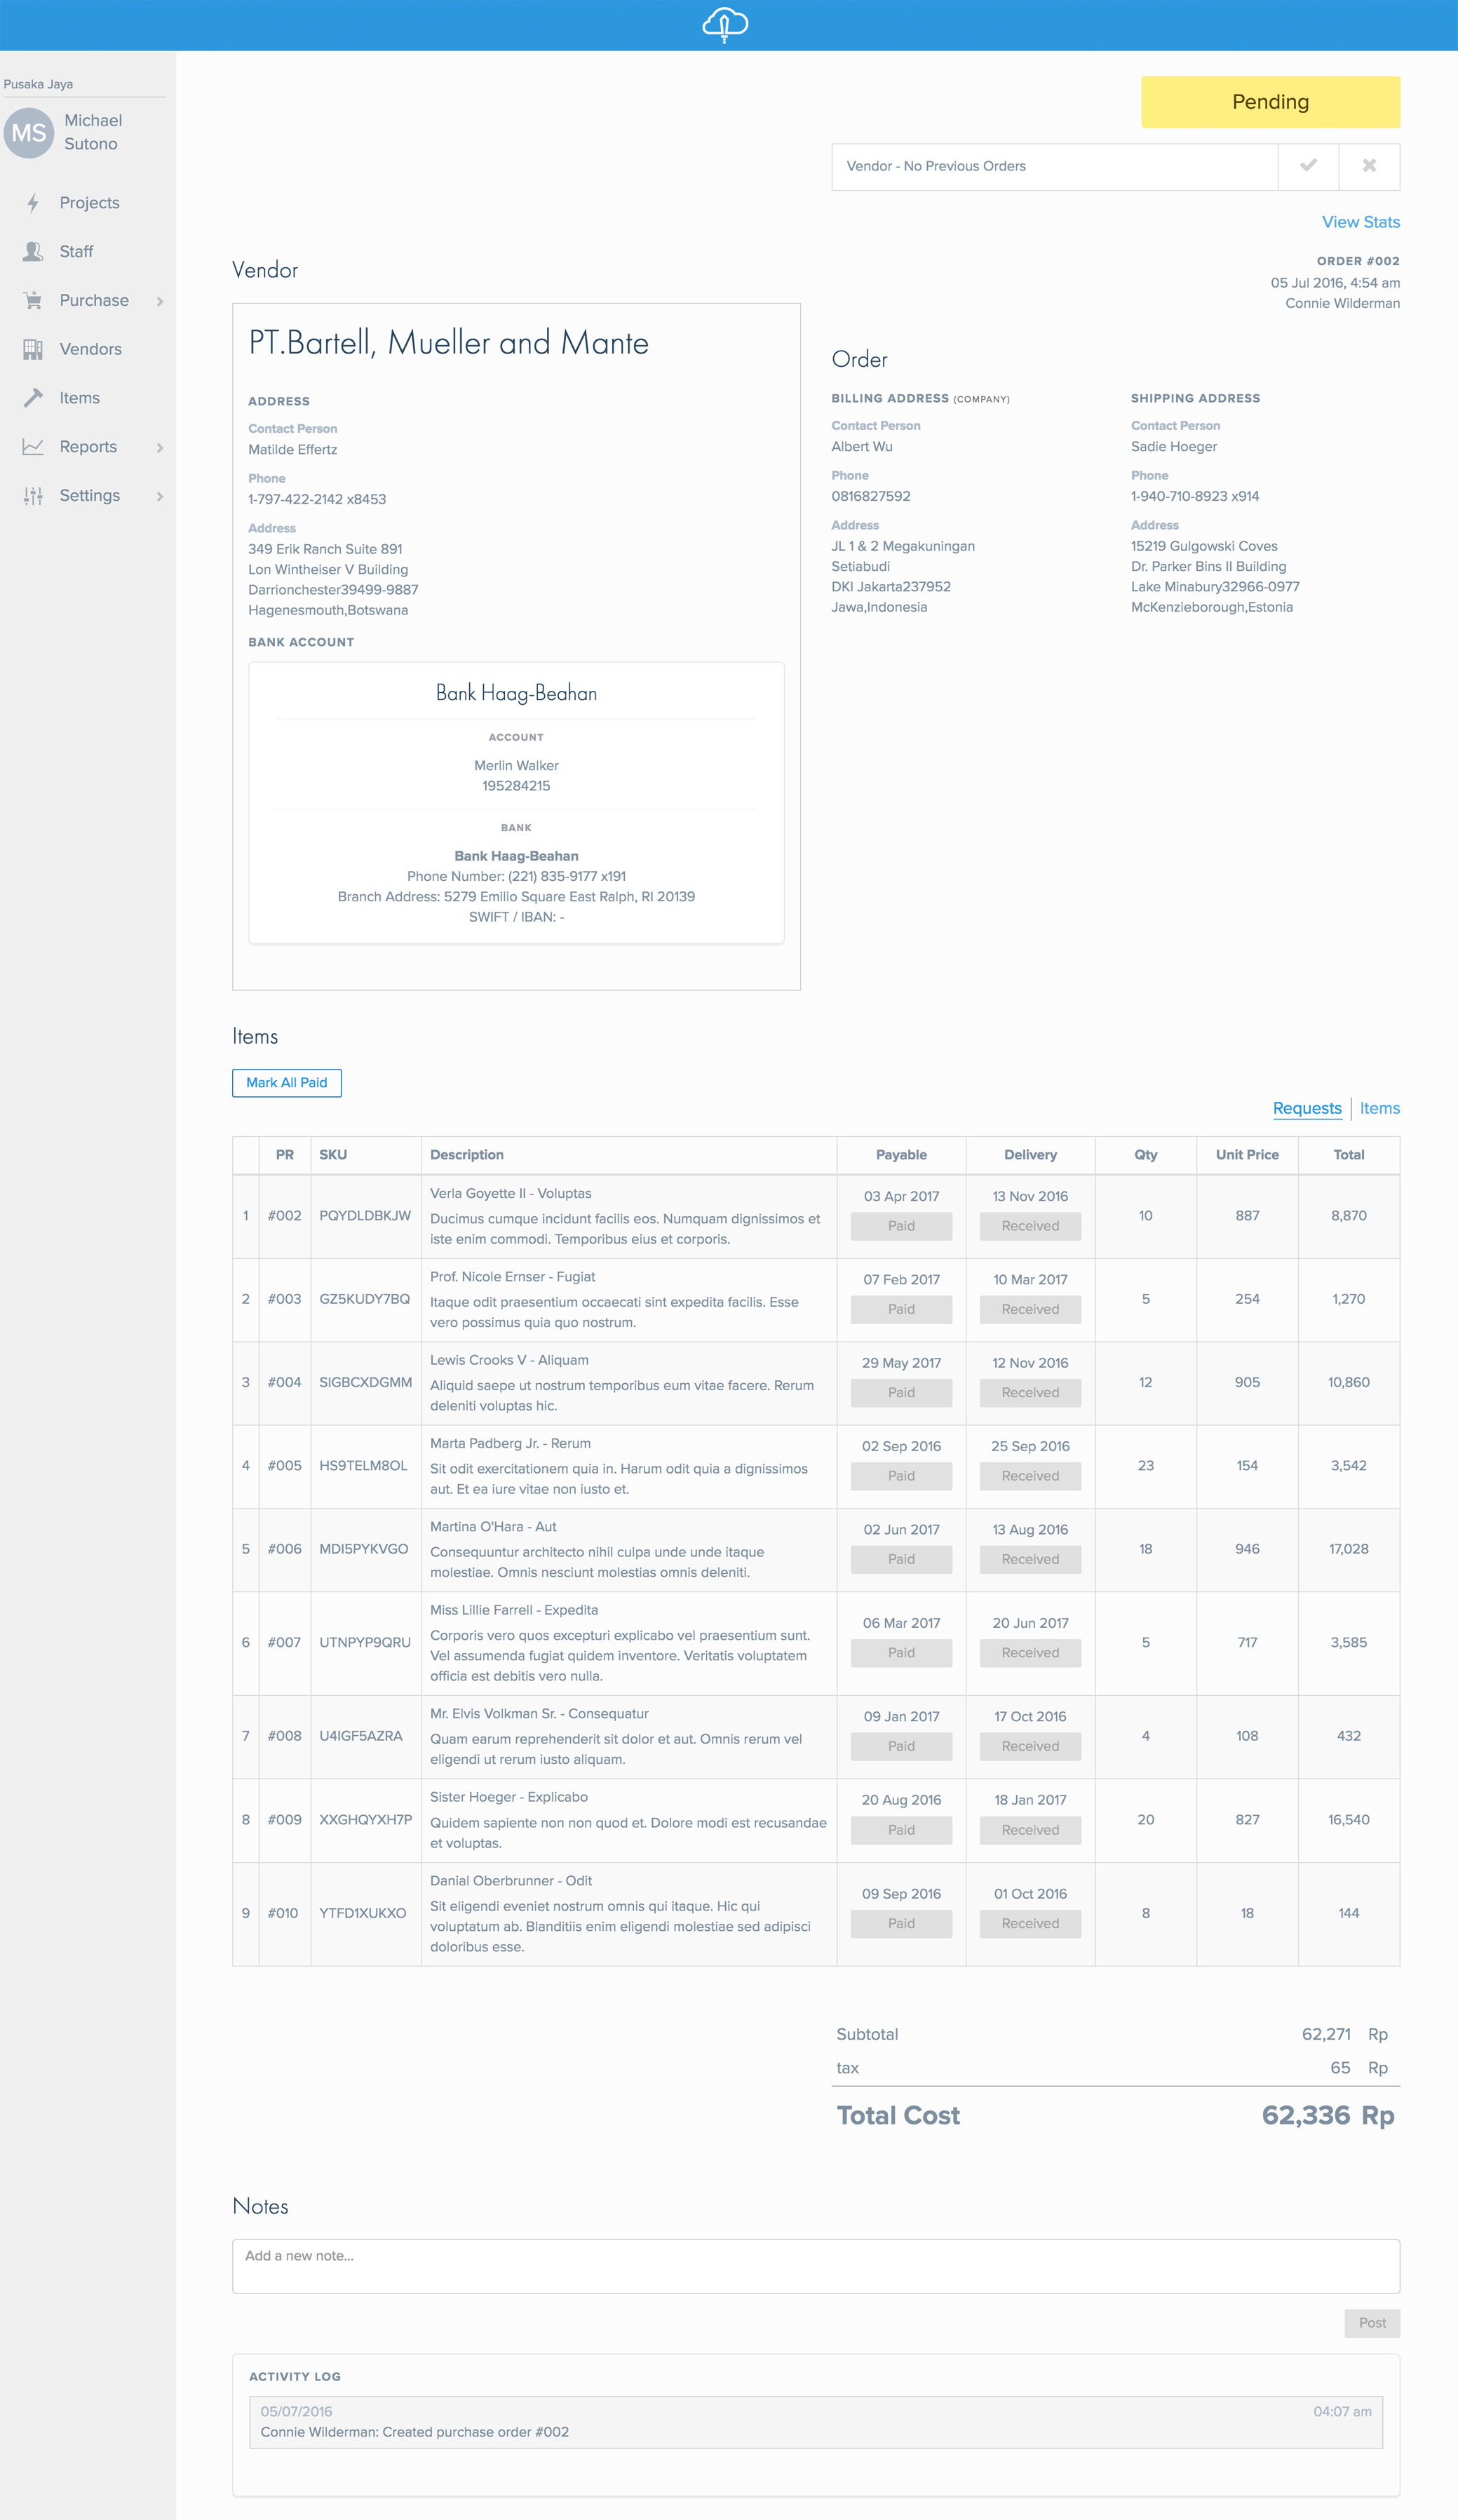 Pusaka Jaya
MS
Michael
Sutono
Projects
Staff
Purchase
Vendors
Items
Reports
Settings
Pending
Vendor - No Previous Orders
View Stats
ORDER #002
05 Jul 2016, 4:54 am
Connie Wilderman
Vendor
PT.Bartell, Mueller and Mante
ADDRESS
Contact Person
Matilde Effertz
Phone
1-797-422-2142 x8453
Address
349 Erik Ranch Suite 891
Lon Wintheiser V Building
Darrionchester39499-9887
Hagenesmouth,Botswana
BANK ACCOUNT
Bank Haag-Beahan
ACCOUNT
Merlin Walker
195284215
BANK
Bank Haag-Beahan
Phone Number: (221) 835-9177 x191
Branch Address: 5279 Emilio Square East Ralph, RI 20139
SWIFT / IBAN: -
Order
BILLING ADDRESS (COMPANY)
Contact Person
Albert Wu
Phone
0816827592
Address
JL 1 & 2 Megakuningan
Setiabudi
DKI Jakarta237952
Jawa,Indonesia
SHIPPING ADDRESS
Contact Person
Sadie Hoeger
Phone
1-940-710-8923 x914
Address
15219 Gulgowski Coves
Dr. Parker Bins II Building
Lake Minabury32966-0977
McKenzieborough,Estonia
Items
Mark All Paid
Requests | Items
PR SKU Description Payable Delivery Qty Unit Price Total
1 #002 PQYDLDBKJW
Verla Goyette II - Voluptas
Ducimus cumque incidunt facilis eos. Numquam dignissimos et
iste enim commodi. Temporibus eius et corporis.
03 Apr 2017
Paid
13 Nov 2016
Received
10 887 8,870
2 #003 GZ5KUDY7BQ
Prof. Nicole Ernser - Fugiat
Itaque odit praesentium occaecati sint expedita facilis. Esse
vero possimus quia quo nostrum.
07 Feb 2017
Paid
10 Mar 2017
Received
5 254 1,270
3 #004 SIGBCXDGMM
Lewis Crooks V - Aliquam
Aliquid saepe ut nostrum temporibus eum vitae facere. Rerum
deleniti voluptas hic.
29 May 2017
Paid
12 Nov 2016
Received
12 905 10,860
4 #005 HS9TELM8OL
Marta Padberg Jr. - Rerum
Sit odit exercitationem quia in. Harum odit quia a dignissimos
aut. Et ea iure vitae non iusto et.
02 Sep 2016
Paid
25 Sep 2016
Received
23 154 3,542
5 #006 MDI5PYKVGO
Martina O'Hara - Aut
Consequuntur architecto nihil culpa unde unde itaque
molestiae. Omnis nesciunt molestias omnis deleniti.
02 Jun 2017
Paid
13 Aug 2016
Received
18 946 17,028
6 #007 UTNPYP9QRU
Miss Lillie Farrell - Expedita
Corporis vero quos excepturi explicabo vel praesentium sunt.
Vel assumenda fugiat quidem inventore. Veritatis voluptatem
officia est debitis vero nulla.
06 Mar 2017
Paid
20 Jun 2017
Received
5 717 3,585
7 #008 U4IGF5AZRA
Mr. Elvis Volkman Sr. - Consequatur
Quam earum reprehenderit sit dolor et aut. Omnis rerum vel
eligendi ut rerum iusto aliquam.
09 Jan 2017
Paid
17 Oct 2016
Received
4 108 432
8 #009 XXGHQYXH7P
Sister Hoeger - Explicabo
Quidem sapiente non non quod et. Dolore modi est recusandae
et voluptas.
20 Aug 2016
Paid
18 Jan 2017
Received
20 827 16,540
9 #010 YTFD1XUKXO
Danial Oberbrunner - Odit
Sit eligendi eveniet nostrum omnis qui itaque. Hic qui
voluptatum ab. Blanditiis enim eligendi molestiae sed adipisci
doloribus esse.
09 Sep 2016
Paid
01 Oct 2016
Received
8 18 144
Subtotal 62,271 Rp
tax 65 Rp
Total Cost 62,336 Rp
Notes
Add a new note...
Post
ACTIVITY LOG
05/07/2016 04:07 am
Connie Wilderman: Created purchase order #002